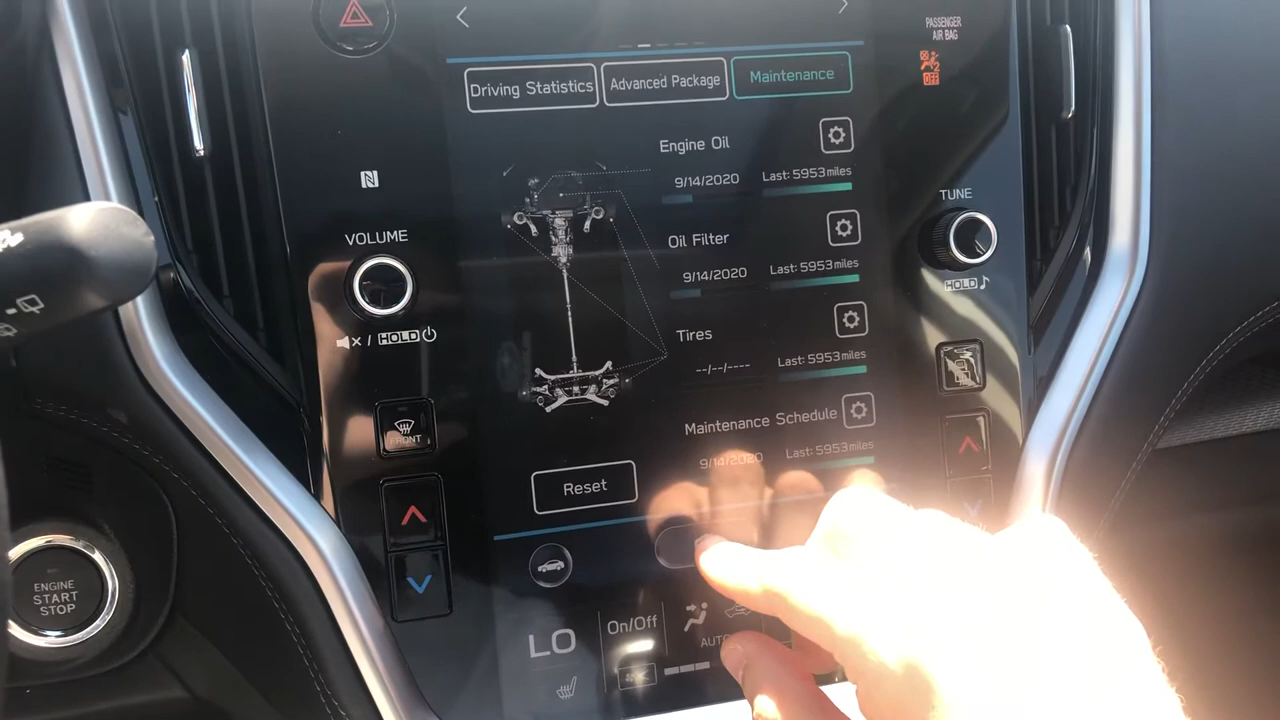 PASSENGER
AIR BAG
OFF
Driving Statistics
Advanced Package
Maintenance
Engine Oil
9/14/2020
Last: 5953 miles
Oil Filter
9/14/2020
Last: 5953 miles
Tires
--/--/----
Last: 5953 miles
Maintenance Schedule
9/14/2020
Last: 5953 miles
Reset
VOLUME
/ HOLD
TUNE
HOLD
FRONT
ENGINE
START
STOP
LO
On/Off
AUTO